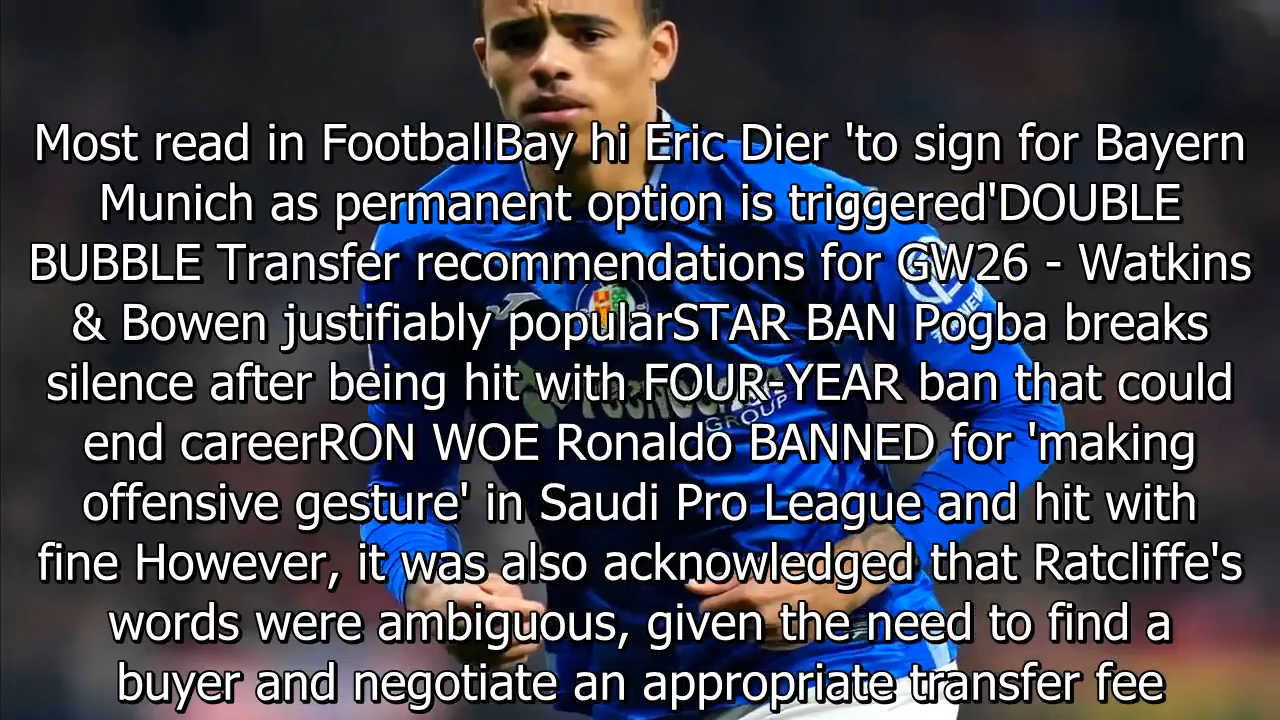 Most read in FootballBay hi Eric Dier 'to sign for Bayern
Munich as permanent option is triggered'DOUBLE
BUBBLE Transfer recommendations for GW26 - Watkins
& Bowen justifiably popularSTAR BAN Pogba breaks
silence after being hit with FOUR-YEAR ban that could
end careerRON WOE Ronaldo BANNED for 'making
offensive gesture' in Saudi Pro League and hit with
fine However, it was also acknowledged that Ratcliffe's
words were ambiguous, given the need to find a
buyer and negotiate an appropriate transfer fee
GROUP